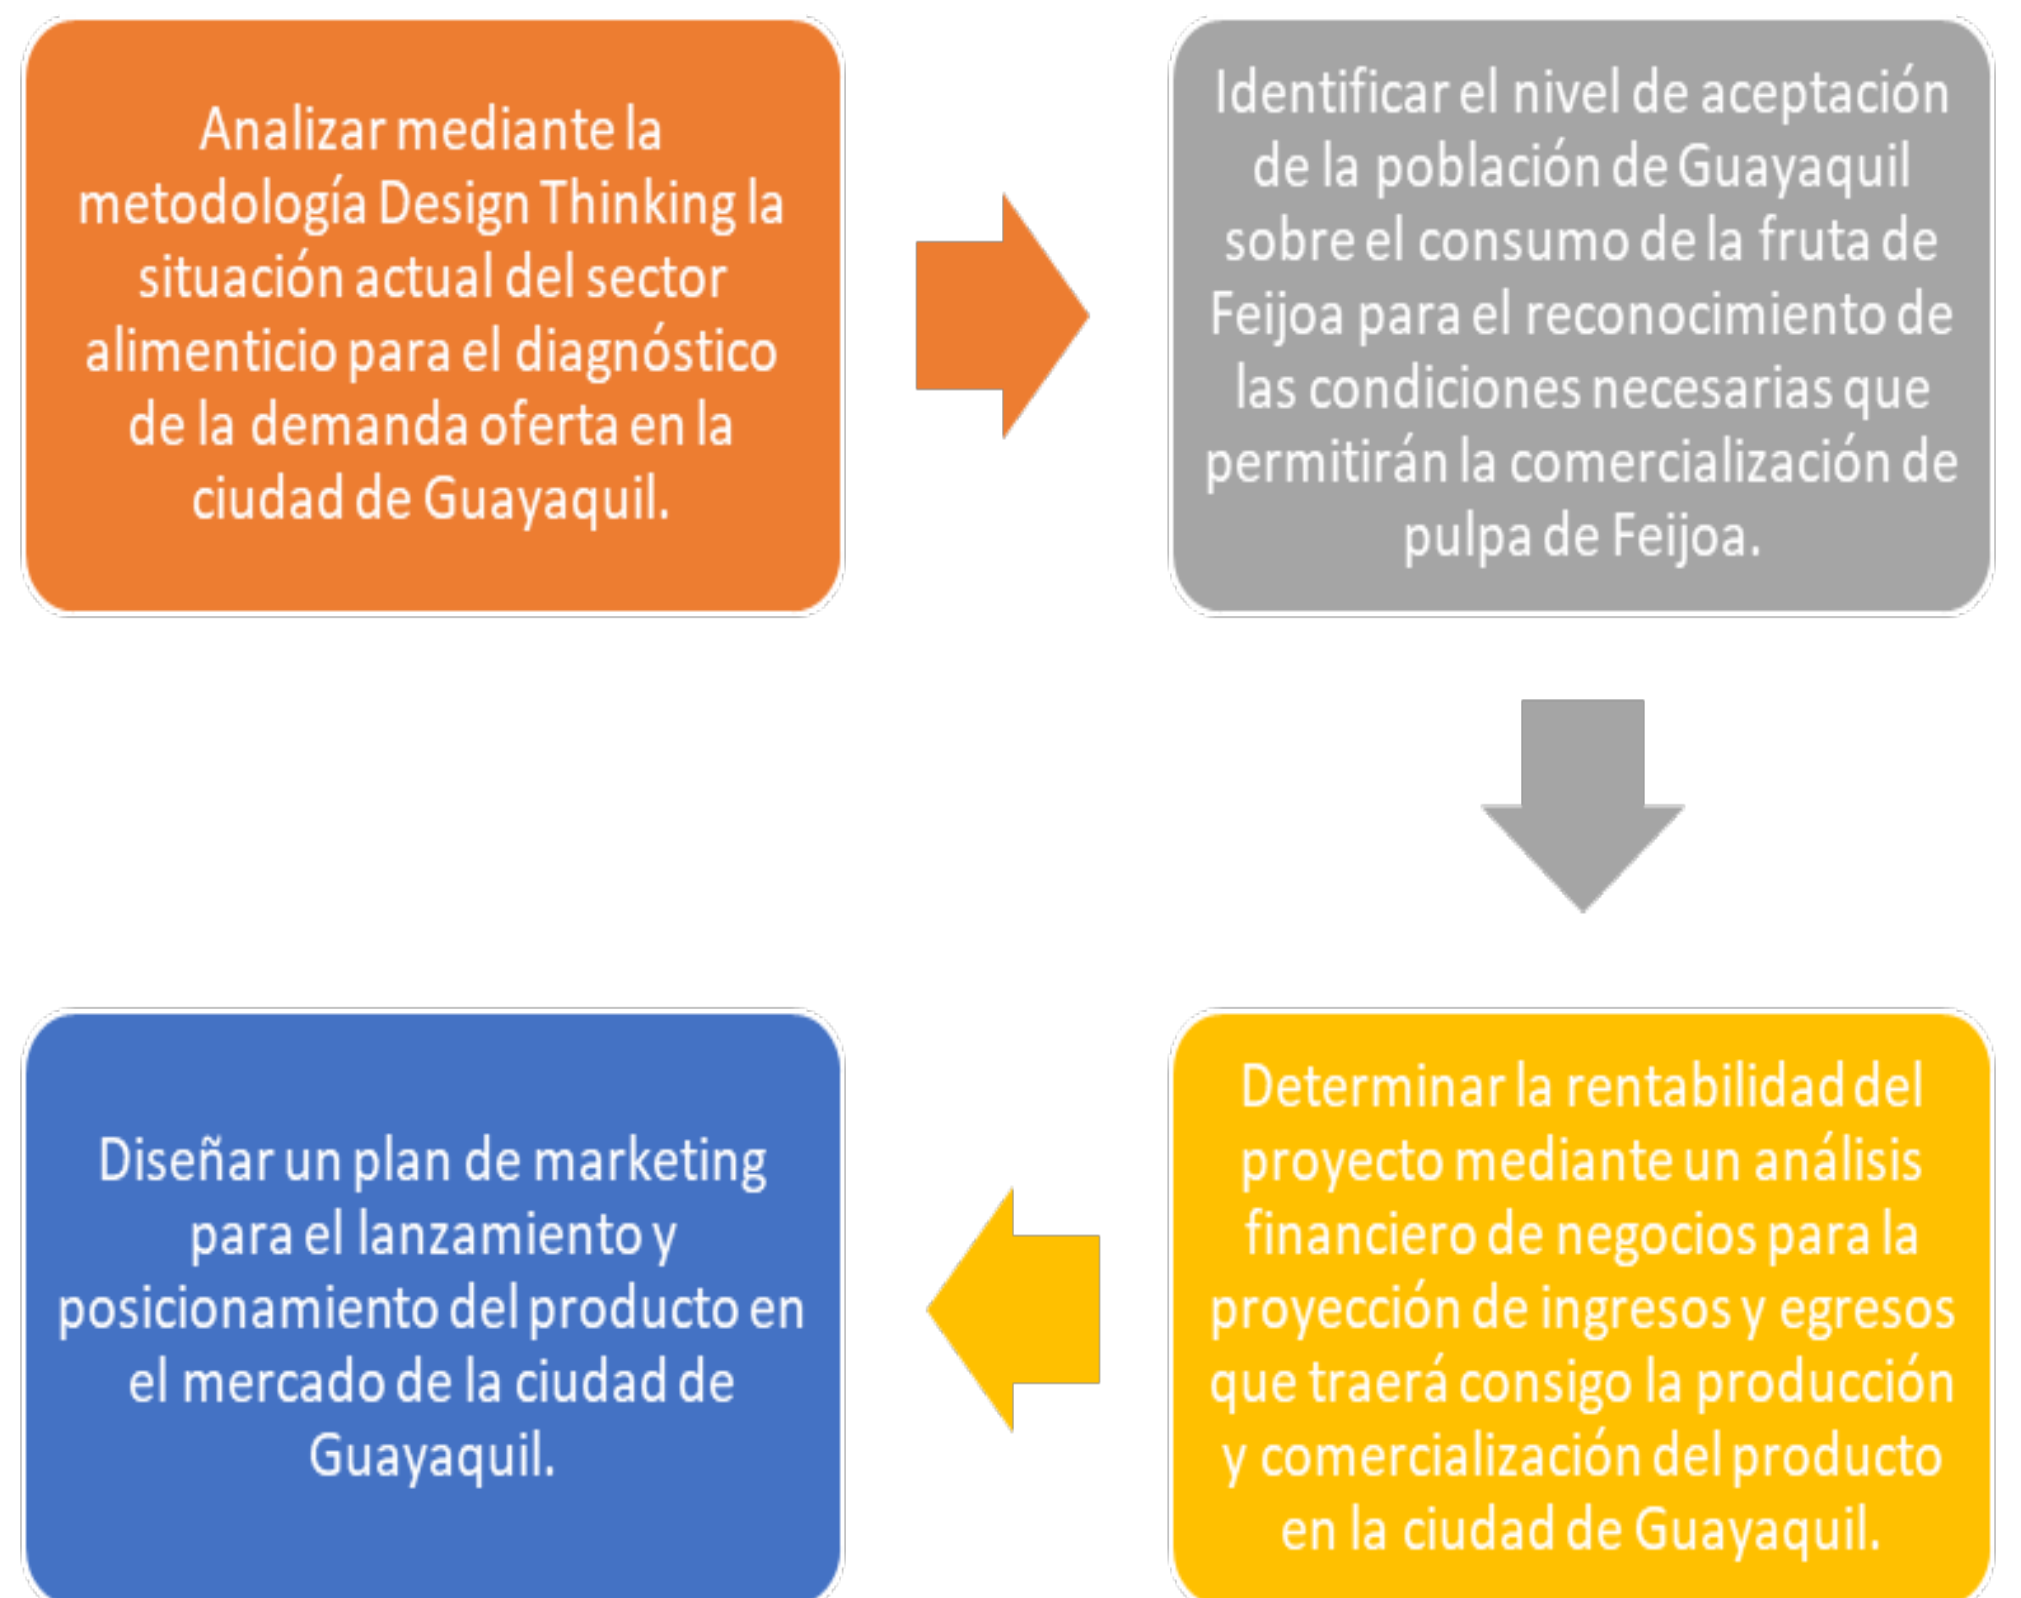 Analizar mediante la
metodología Design Thinking la
situación actual del sector
alimenticio para el diagnóstico
de la demanda oferta en la
ciudad de Guayaquil.
Identificar el nivel de aceptación
de la población de Guayaquil
sobre el consumo de la fruta de
Feijoa para el reconocimiento de
las condiciones necesarias que
permitirán la comercialización de
pulpa de Feijoa.
Determinar la rentabilidad del
proyecto mediante un análisis
financiero de negocios para la
proyección de ingresos y egresos
que traerá consigo la producción
y comercialización del producto
en la ciudad de Guayaquil.
Diseñar un plan de marketing
para el lanzamiento y
posicionamiento del producto en
el mercado de la ciudad de
Guayaquil.